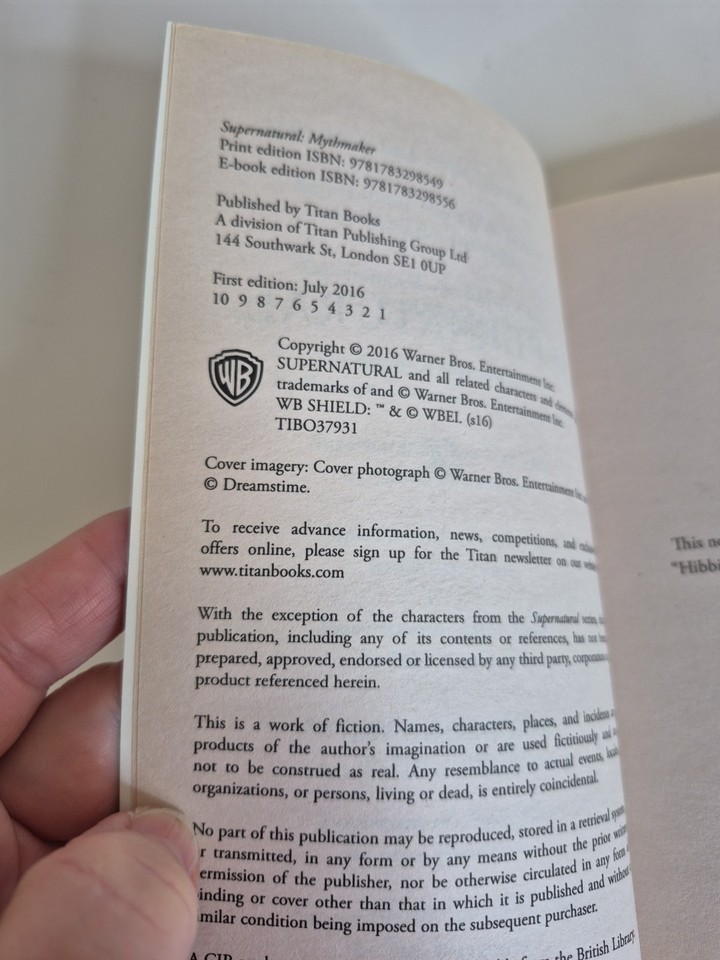 Supernatural: Mythmaker
Print edition ISBN: 9781783298549
E-book edition ISBN: 9781783298556
Published by Titan Books
A division of Titan Publishing Group Ltd
144 Southwark St, London SE1 0UP
First edition: July 2016
10 9 8 7 6 5 4 3 2 1
WB
Copyright © 2016 Warner Bros. Entertainment Inc.
SUPERNATURAL and all related characters and
trademarks of and © Warner Bros. Entertainment Inc.
WB SHIELD: ™ & © WBEI. (s16)
TIBO37931
Cover imagery: Cover photograph © Warner Bros. Entertainment
© Dreamstime.
To receive advance information, news, competitions, and
offers online, please sign up for the Titan newsletter on our
www.titanbooks.com
With the exception of the characters from the Supernatural
publication, including any of its contents or references, has not
prepared, approved, endorsed or licensed by any third party,
product referenced herein.
This is a work of fiction. Names, characters, places, and incidents
products of the author's imagination or are used fictitiously and
not to be construed as real. Any resemblance to actual events,
organizations, or persons, living or dead, is entirely coincidental.
No part of this publication may be reproduced, stored in a retrieval
r transmitted, in any form or by any means without the prior
ermission of the publisher, nor be otherwise circulated in any form
inding or cover other than that in which it is published and without
milar condition being imposed on the subsequent purchaser.
A CIP
the British Library.
This
"Hibbi